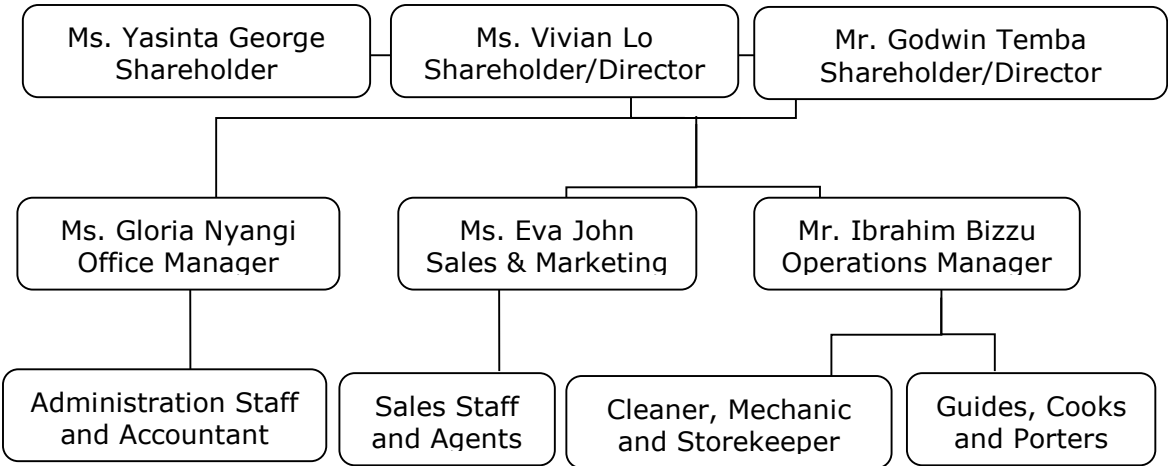 Ms. Yasinta George
Shareholder
Ms. Vivian Lo
Shareholder/Director
Mr. Godwin Temba
Shareholder/Director
Ms. Gloria Nyangi
Office Manager
Ms. Eva John
Sales & Marketing
Mr. Ibrahim Bizzu
Operations Manager
Administration Staff
and Accountant
Sales Staff
and Agents
Cleaner, Mechanic
and Storekeeper
Guides, Cooks
and Porters